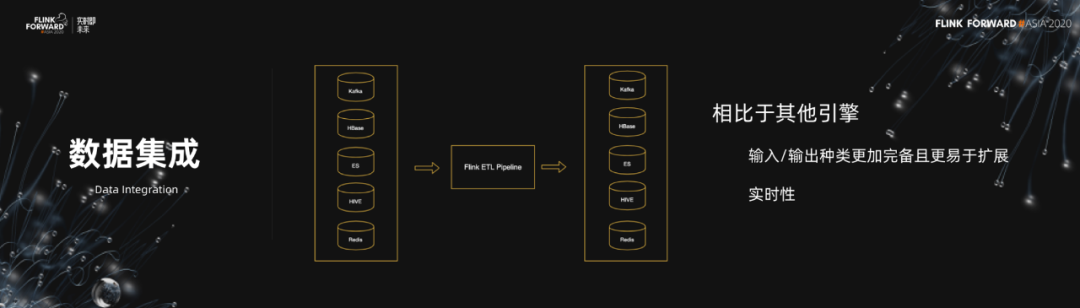 FLINK
FORWARD
#ASIA 2020
实时即
未来
FLINK FORWARD #ASIA 2020
数据集成
Data Integration
Kafka
HBase
ES
HIVE
Redis
Flink ETL Pipeline
Kafka
HBase
ES
HIVE
Redis
相比于其他引擎
输入/输出种类更加完备且更易于扩展
实时性